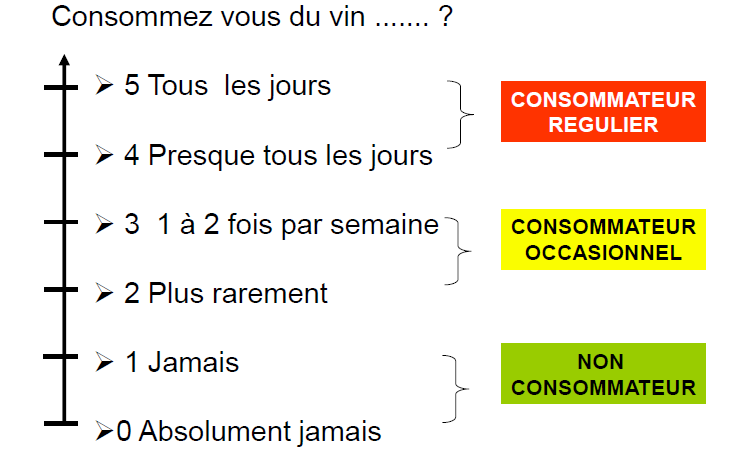 Consommez vous du vin ....... ?
➢ 5 Tous les jours
➢ 4 Presque tous les jours
CONSOMMATEUR
REGULIER
➢ 3 1 à 2 fois par semaine
➢ 2 Plus rarement
CONSOMMATEUR
OCCASIONNEL
➢ 1 Jamais
➢0 Absolument jamais
NON
CONSOMMATEUR